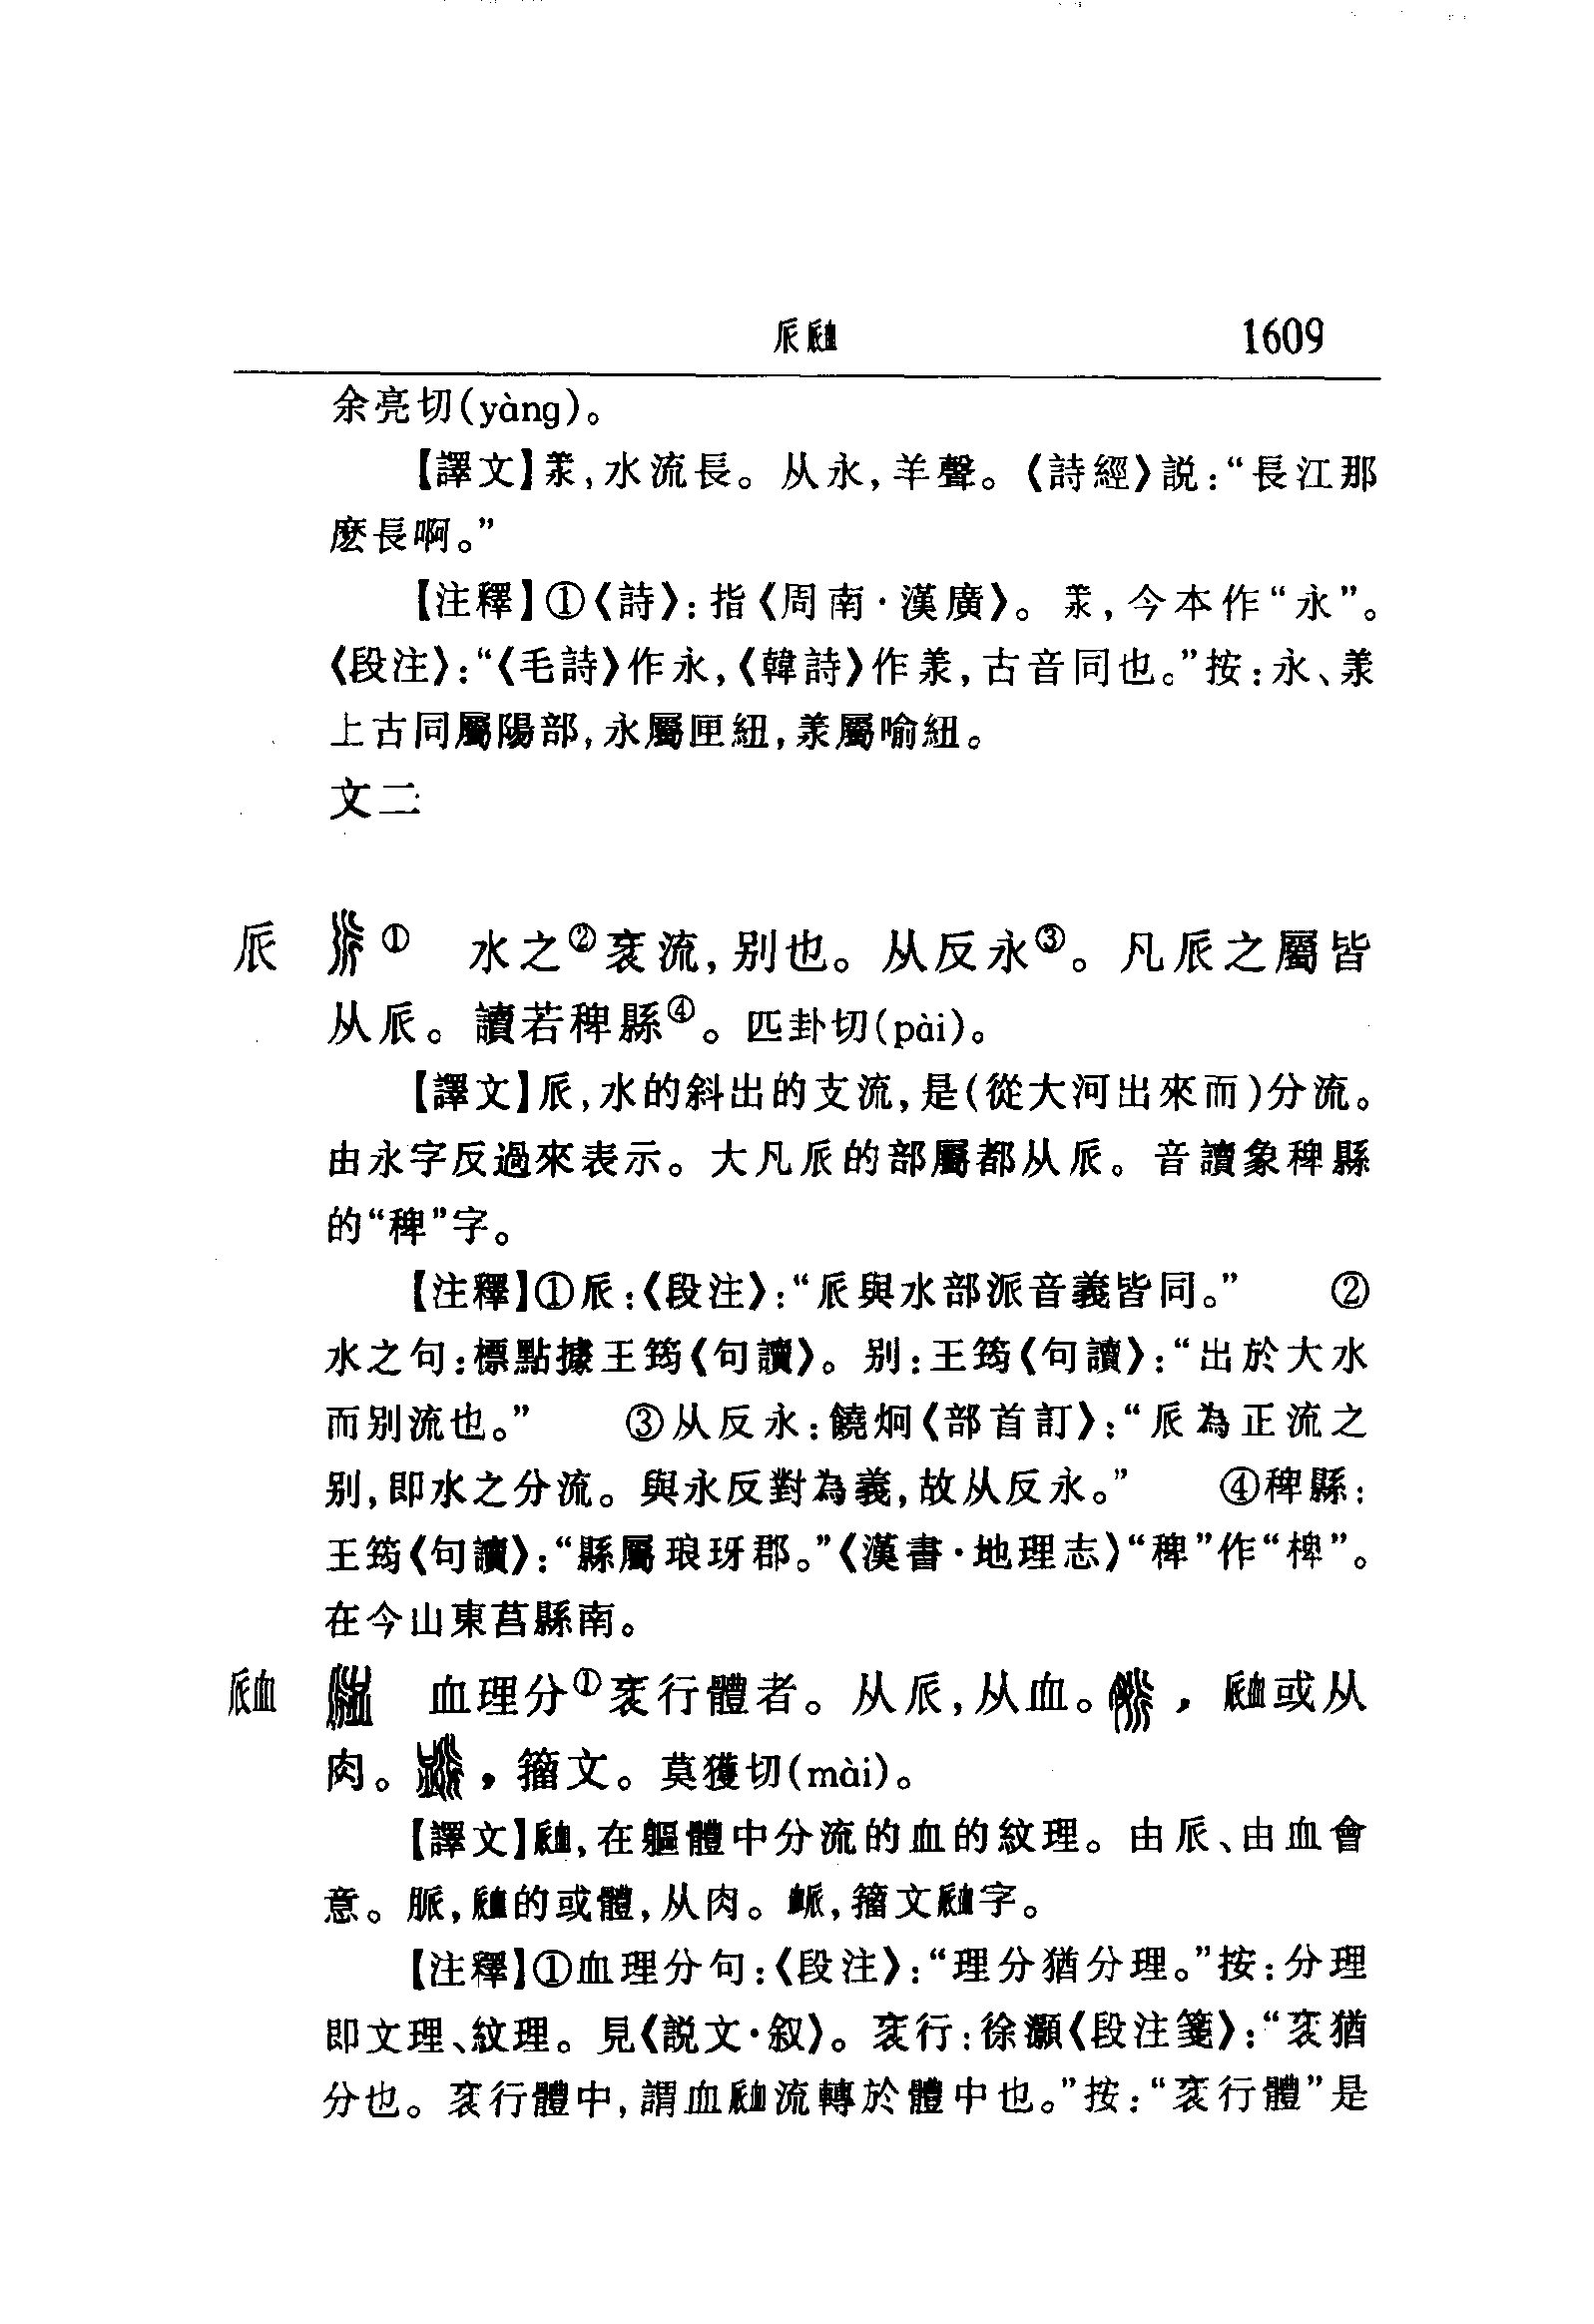 𠂢衇 1609
余亮切(yàng)。
【譯文】羕,水流長。从永,羊聲。《詩經》説:“長江那
麽長啊。”
【注釋】①《詩》:指《周南·漢廣》。羕,今本作“永”。
《段注》:“《毛詩》作永,《韓詩》作羕,古音同也。”按:永、羕
上古同屬陽部,永屬匣紐,羕屬喻紐。
文二
𠂢 ① 水之②衺流,别也。从反永③。凡𠂢之屬皆
从𠂢。讀若稗縣④。匹卦切(pài)。
【譯文】𠂢,水的斜出的支流,是(從大河出來而)分流。
由永字反過來表示。大凡𠂢的部屬都从𠂢。音讀象稗縣
的“稗”字。
【注釋】①𠂢:《段注》:“𠂢與水部派音義皆同。” ②
水之句:標點據王筠《句讀》。别:王筠《句讀》:“出於大水
而别流也。” ③从反永:饒炯《部首訂》:“𠂢為正流之
别,即水之分流。與永反對為義,故从反永。” ④稗縣:
王筠《句讀》:“縣屬琅玡郡。”《漢書·地理志》“稗”作“椑”。
在今山東莒縣南。
𧖴 血理分①衺行體者。从𠂢,从血。,𧖴或从
肉。,籀文。莫獲切(mài)。
【譯文】𧖴,在軀體中分流的血的紋理。由𠂢、由血會
意。脈,𧖴的或體,从肉。衇,籀文𧖴字。
【注釋】①血理分句:《段注》:“理分猶分理。”按:分理
即文理、紋理。見《説文·叙》。衺行:徐灝《段注箋》:“衺猶
分也。衺行體中,謂血𧖴流轉於體中也。”按:“衺行體”是